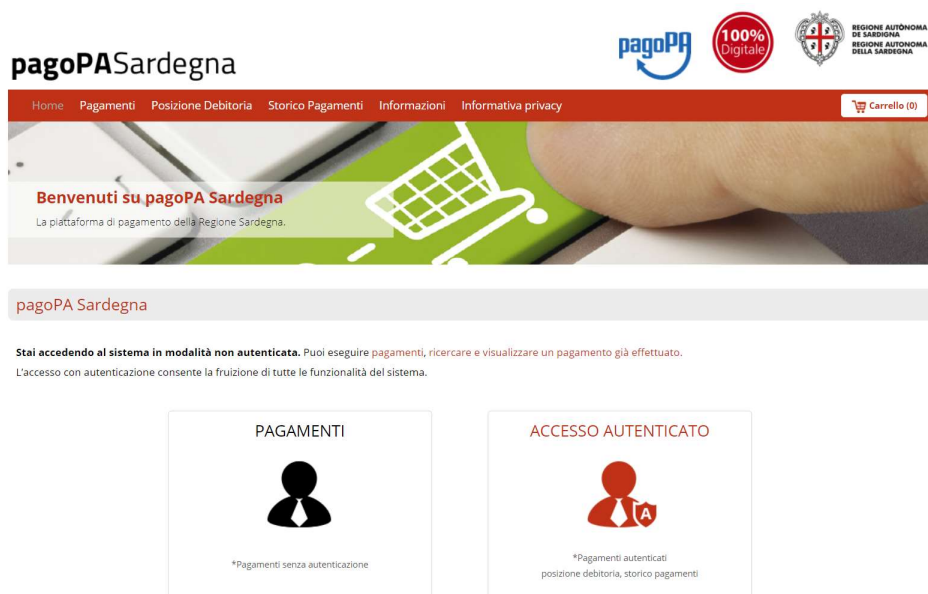 pagoPASardegna
pagoPA
100%
Digitale
REGIONE AUTÒNOMA
DE SARDIGNA
REGIONE AUTONOMA
DELLA SARDEGNA
Home Pagamenti Posizione Debitoria Storico Pagamenti Informazioni Informativa privacy Carrello (0)
Benvenuti su pagoPA Sardegna
La piattaforma di pagamento della Regione Sardegna.
pagoPA Sardegna
Stai accedendo al sistema in modalità non autenticata. Puoi eseguire pagamenti, ricercare e visualizzare un pagamento già effettuato.
L'accesso con autenticazione consente la fruizione di tutte le funzionalità del sistema.
PAGAMENTI
*Pagamenti senza autenticazione
ACCESSO AUTENTICATO
A
*Pagamenti autenticati
posizione debitoria, storico pagamenti